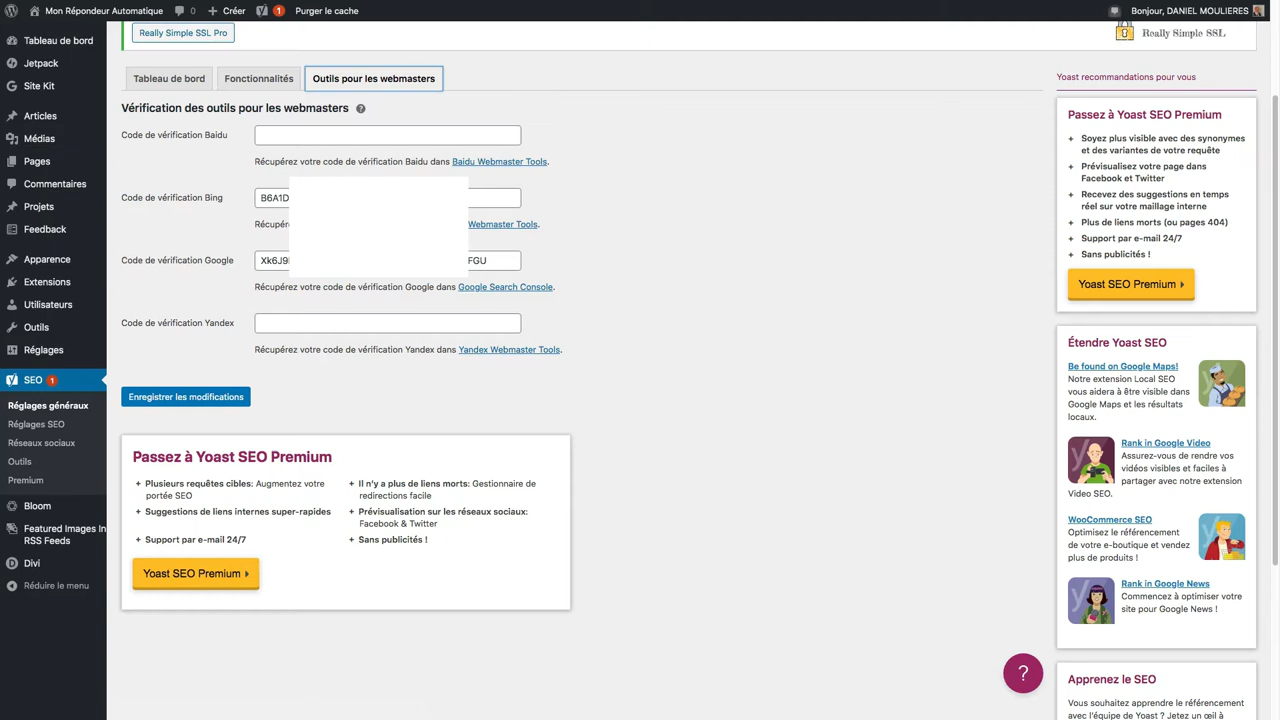 Mon Répondeur Automatique 0 Créer 1 Purger le cache Bonjour, DANIEL MOULIERES
Tableau de bord
Jetpack
Site Kit
Articles
Médias
Pages
Commentaires
Projets
Feedback
Apparence
Extensions
Utilisateurs
Outils
Réglages
SEO 1
Réglages généraux
Réglages SEO
Réseaux sociaux
Outils
Premium
Bloom
Featured Images In
RSS Feeds
Divi
Réduire le menu
Really Simple SSL Pro
Really Simple SSL
Tableau de bord Fonctionnalités Outils pour les webmasters
Vérification des outils pour les webmasters ?
Code de vérification Baidu
Récupérez votre code de vérification Baidu dans Baidu Webmaster Tools.
Code de vérification Bing B6A1D
Récupére Webmaster Tools.
Code de vérification Google Xk6J9 FGU
Récupérez votre code de vérification Google dans Google Search Console.
Code de vérification Yandex
Récupérez votre code de vérification Yandex dans Yandex Webmaster Tools.
Enregistrer les modifications
Passez à Yoast SEO Premium
+ Plusieurs requêtes cibles: Augmentez votre
portée SEO
+ Suggestions de liens internes super-rapides
+ Support par e-mail 24/7
+ Il n'y a plus de liens morts: Gestionnaire de
redirections facile
+ Prévisualisation sur les réseaux sociaux:
Facebook & Twitter
+ Sans publicités !
Yoast SEO Premium
Yoast recommandations pour vous
Passez à Yoast SEO Premium
+ Soyez plus visible avec des synonymes
et des variantes de votre requête
+ Prévisualisez votre page dans
Facebook et Twitter
+ Recevez des suggestions en temps
réel sur votre maillage interne
+ Plus de liens morts (ou pages 404)
+ Support par e-mail 24/7
+ Sans publicités !
Yoast SEO Premium
Étendre Yoast SEO
Be found on Google Maps!
Notre extension Local SEO
vous aidera à être visible dans
Google Maps et les résultats
locaux.
Rank in Google Video
Assurez-vous de rendre vos
vidéos visibles et faciles à
partager avec notre extension
Video SEO.
WooCommerce SEO
Optimisez le référencement
de votre e-boutique et vendez
plus de produits !
Rank in Google News
Commencez à optimiser votre
site pour Google News !
?
Apprenez le SEO
Vous souhaitez apprendre le référencement
avec l'équipe de Yoast ? Jetez un œil à